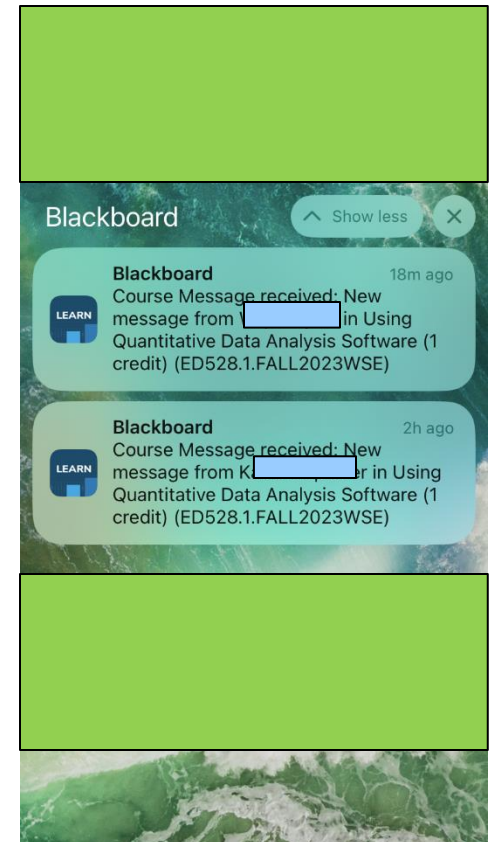 Blackboard
Show less
Blackboard
18m ago
Course Message received: New
LEARN
message from in Using
Quantitative Data Analysis Software (1
credit) (ED528.1.FALL2023WSE)
Blackboard
2h ago
Course Message received: New
LEARN
message from in Using
Quantitative Data Analysis Software (1
credit) (ED528.1.FALL2023WSE)